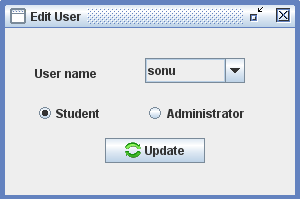 Edit User
User name
sonu
Student
Administrator
Update